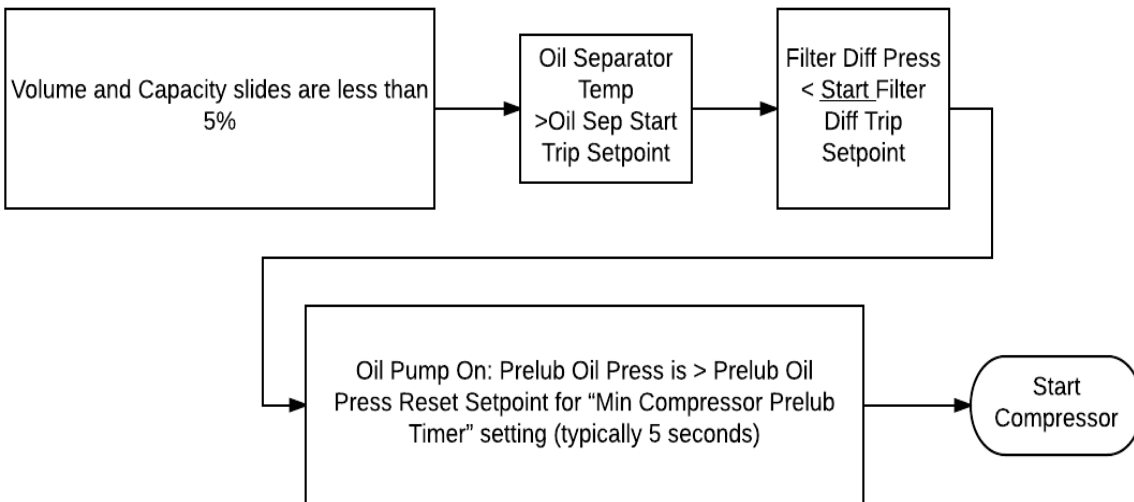 Volume and Capacity slides are less than
5%
Oil Separator
Temp
>Oil Sep Start
Trip Setpoint
Filter Diff Press
< Start Filter
Diff Trip
Setpoint
Oil Pump On: Prelub Oil Press is > Prelub Oil
Press Reset Setpoint for “Min Compressor Prelub
Timer” setting (typically 5 seconds)
Start
Compressor